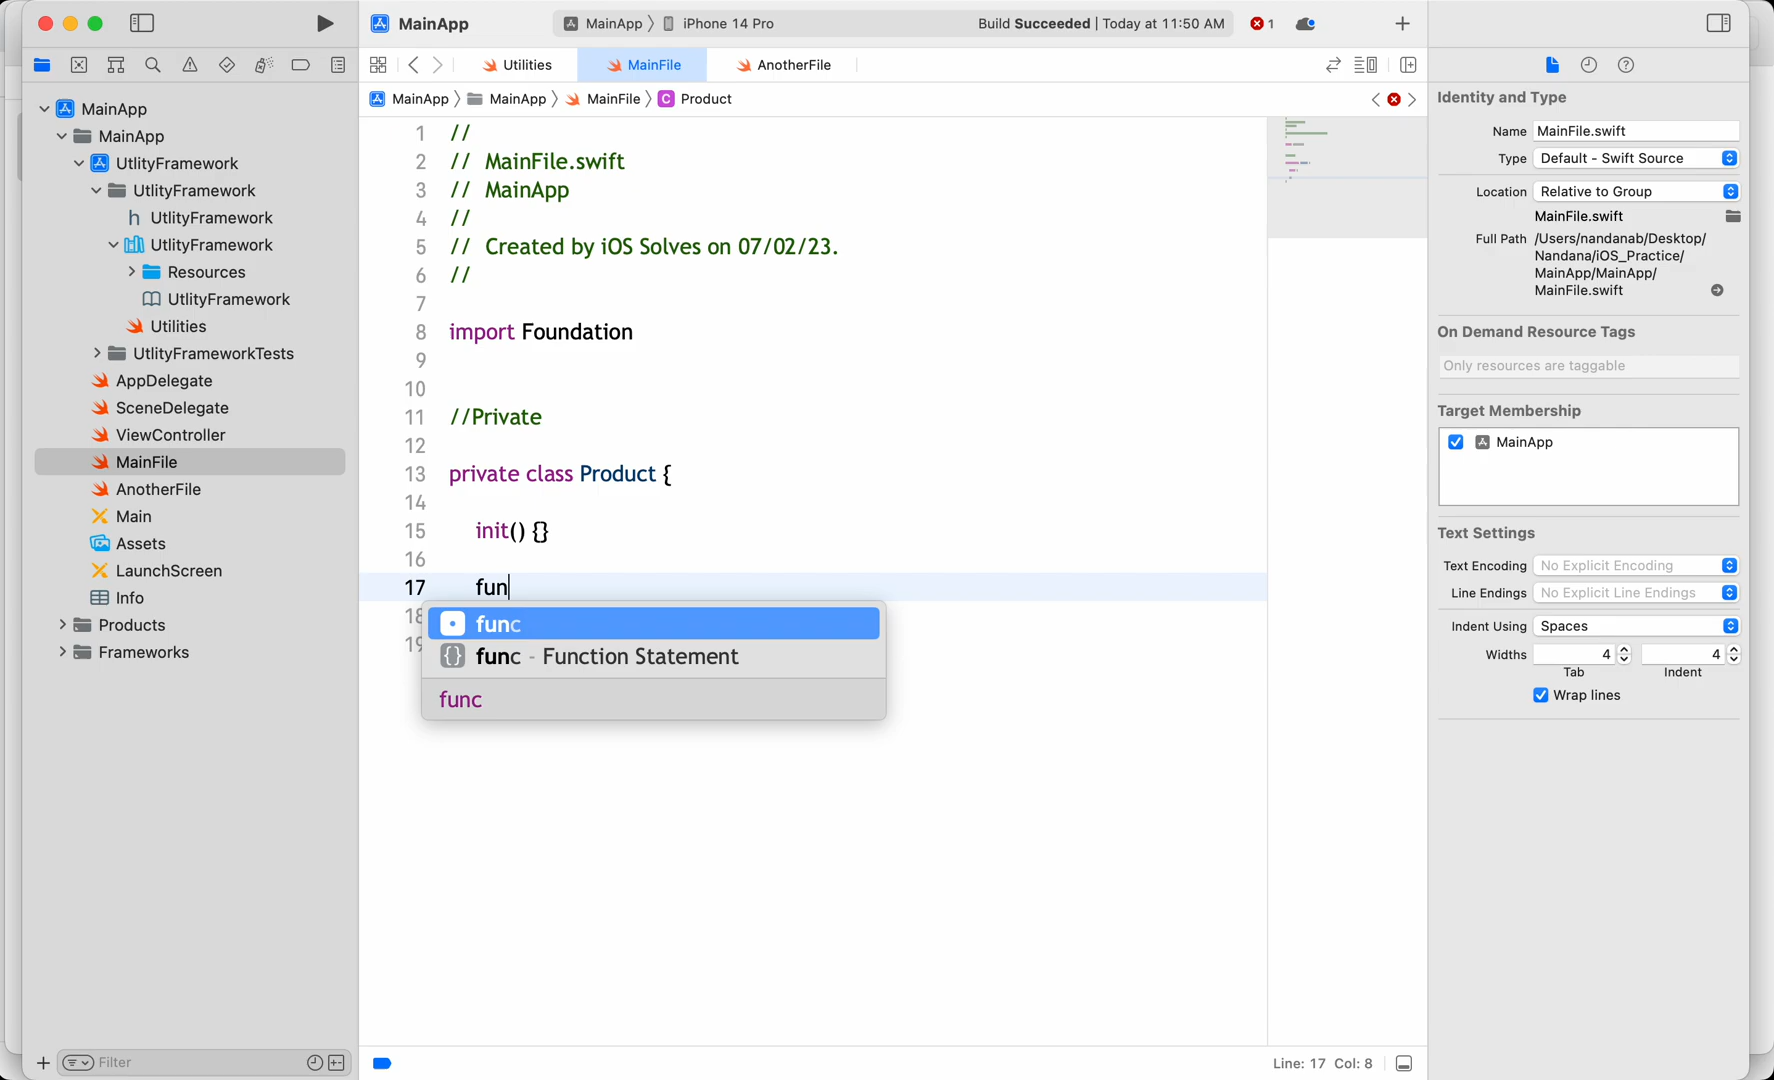 MainApp
MainApp 〉 iPhone 14 Pro
Build Succeeded | Today at 11:50 AM
1
Utilities
MainFile
AnotherFile
MainApp 〉 MainApp 〉 MainFile 〉 C Product
MainApp
MainApp
UtlityFramework
UtlityFramework
h UtlityFramework
UtlityFramework
Resources
UtlityFramework
Utilities
UtlityFrameworkTests
AppDelegate
SceneDelegate
ViewController
MainFile
AnotherFile
Main
Assets
LaunchScreen
Info
Products
Frameworks
Filter
1 //
2 // MainFile.swift
3 // MainApp
4 //
5 // Created by iOS Solves on 07/02/23.
6 //
7
8 import Foundation
9
10
11 //Private
12
13 private class Product {
14
15 init() {}
16
17 fun
18
19
func
{} func - Function Statement
func
Line: 17 Col: 8
Identity and Type
Name MainFile.swift
Type Default - Swift Source
Location Relative to Group
MainFile.swift
Full Path /Users/nandanab/Desktop/
Nandana/iOS_Practice/
MainApp/MainApp/
MainFile.swift
On Demand Resource Tags
Only resources are taggable
Target Membership
MainApp
Text Settings
Text Encoding No Explicit Encoding
Line Endings No Explicit Line Endings
Indent Using Spaces
Widths 4 4
Tab Indent
Wrap lines